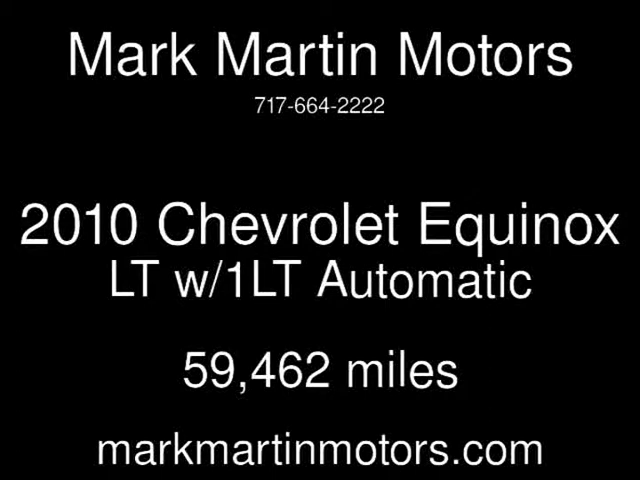 Mark Martin Motors
717-664-2222
2010 Chevrolet Equinox
LT w/1LT Automatic
59,462 miles
markmartinmotors.com